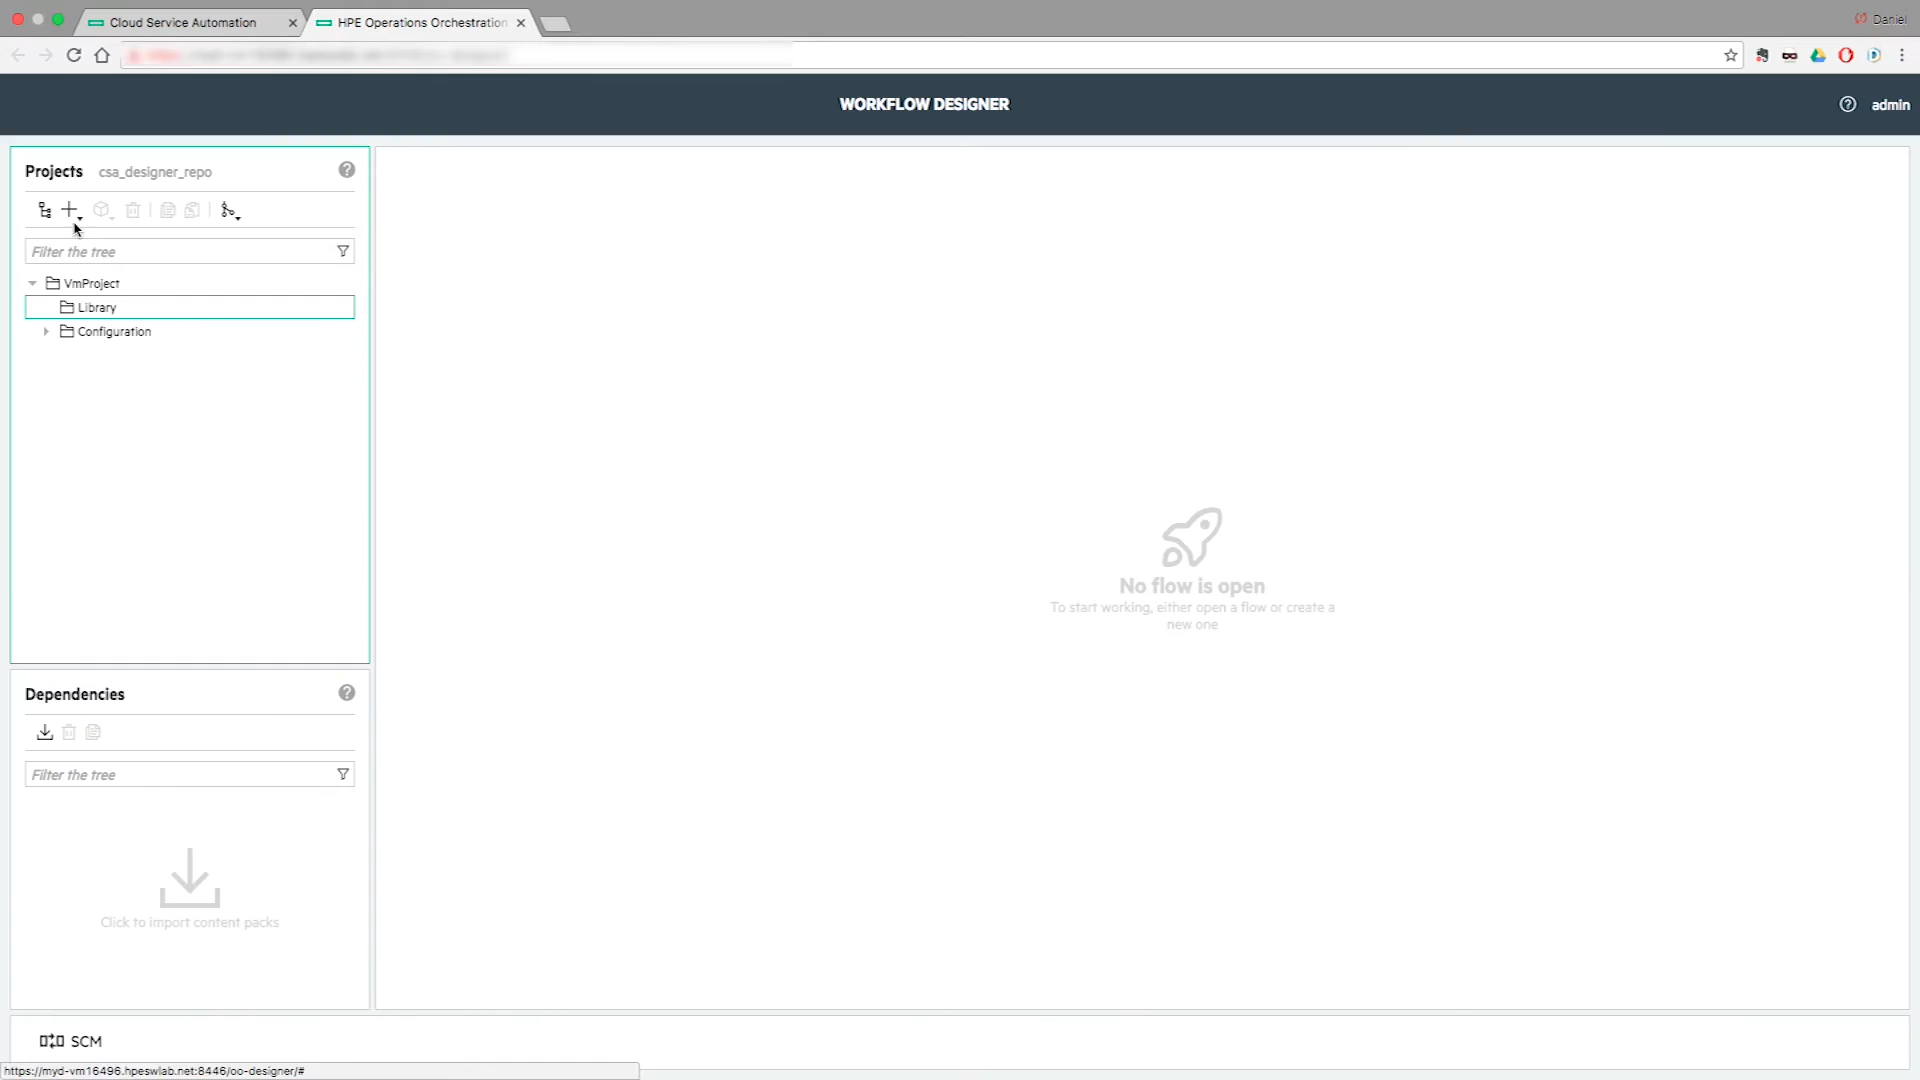 Cloud Service Automation
HPE Operations Orchestration
Daniel
WORKFLOW DESIGNER
admin
Projects csa_designer_repo
Filter the tree
VmProject
Library
Configuration
No flow is open
To start working, either open a flow or create a
new one
Dependencies
Filter the tree
Click to import content packs
SCM
https://myd-vm16496.hpeswlab.net:8446/oo-designer/#